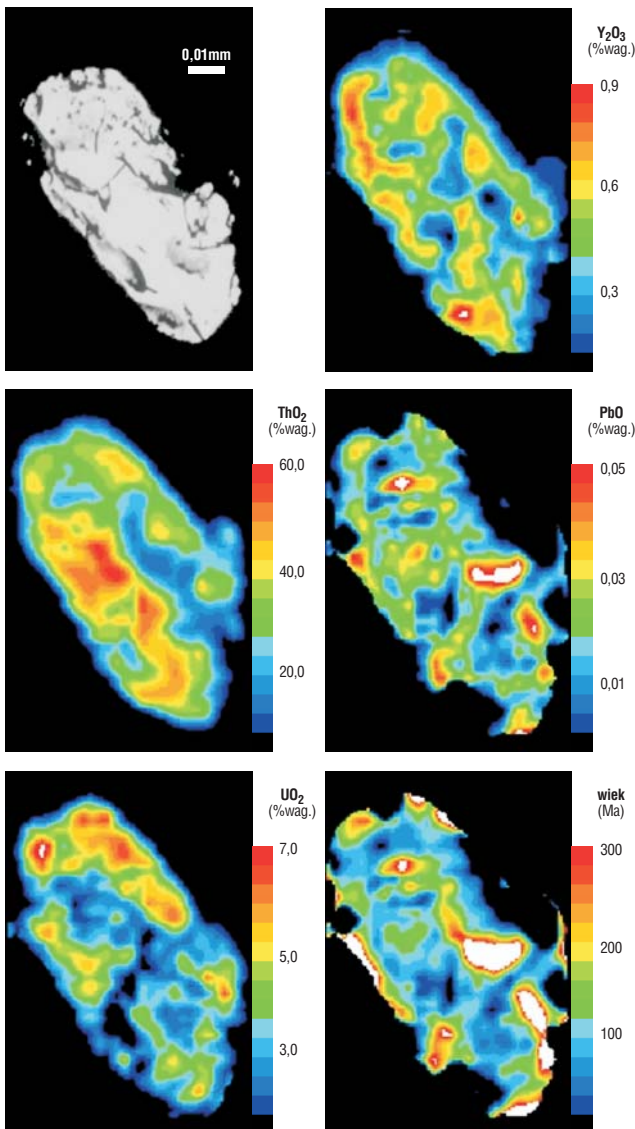 0,01mm
Y₂O₃
(%wag.)
0,9
0,6
0,3
ThO₂
(%wag.)
60,0
40,0
20,0
PbO
(%wag.)
0,05
0,03
0,01
UO₂
(%wag.)
7,0
5,0
3,0
wiek
(Ma)
300
200
100